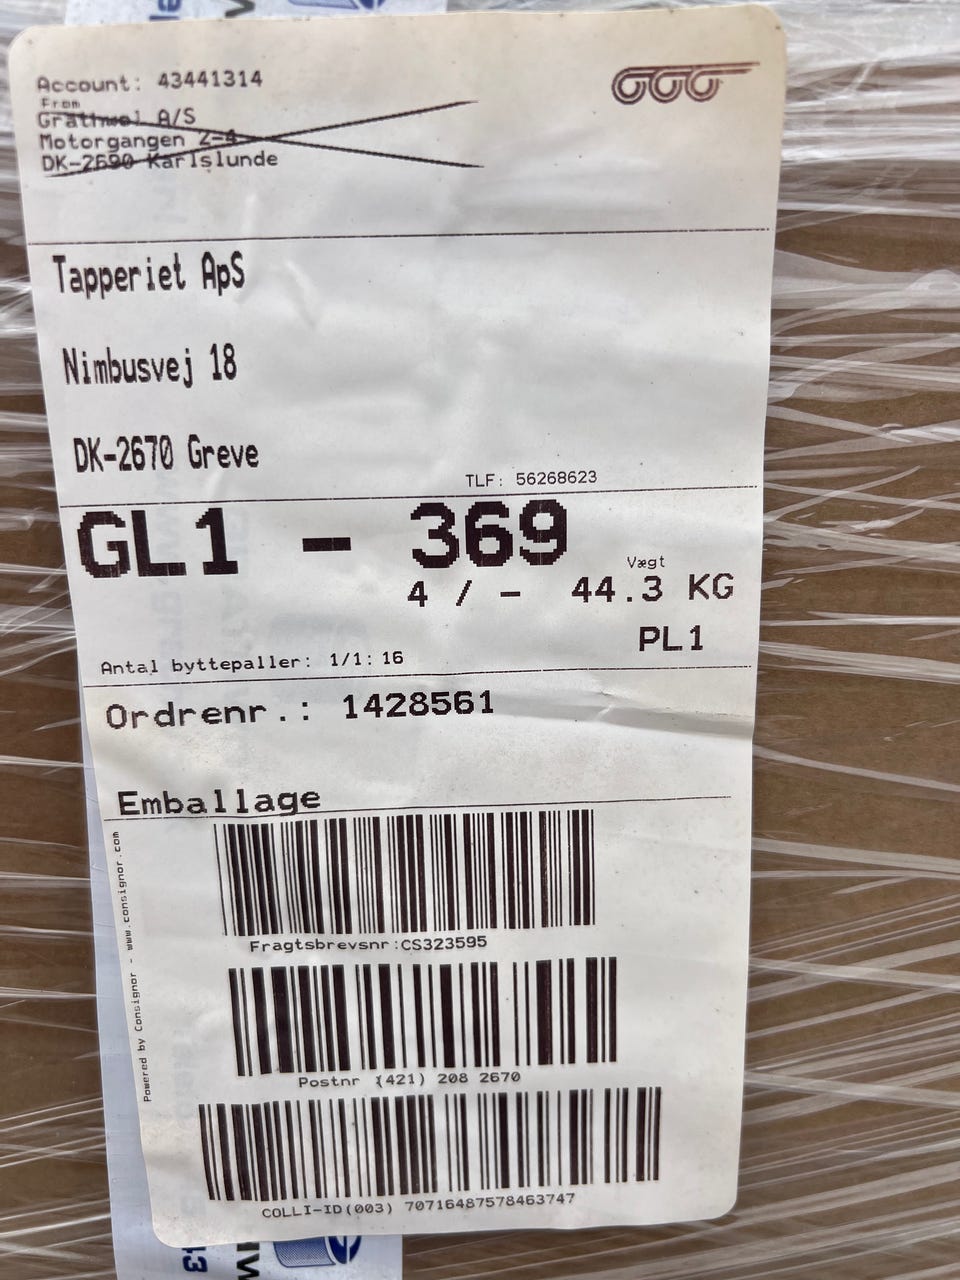 Account: 43441314
From
Grathwol A/S
Motorgangen 2-4
DK-2690 Karlslunde
Tapperiet ApS
Nimbusvej 18
DK-2670 Greve
TLF: 56268623
GL1 - 369
Vægt
4 / - 44.3 KG
PL1
Antal byttepaller: 1/1: 16
Ordrenr.: 1428561
Emballage
Fragtsbrevsnr:CS323595
Postnr (421) 208 2670
COLLI-ID(003) 70716487578463747
Powered by Consignor - www.consignor.com